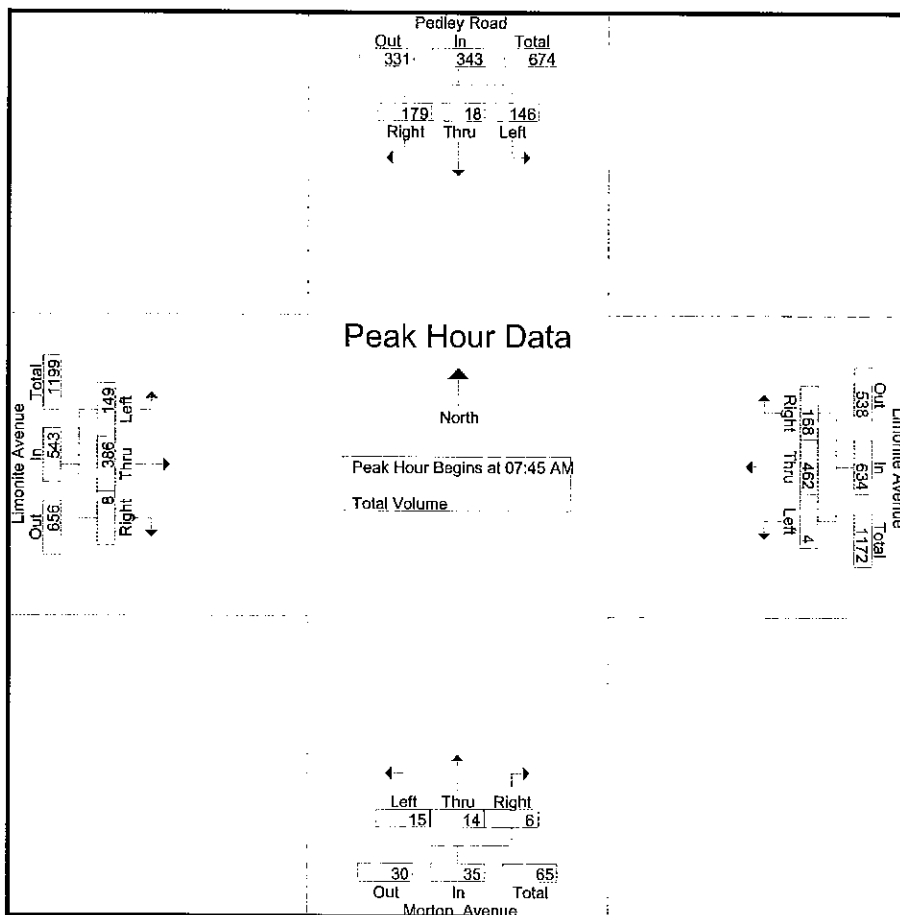 Pedley Road
Out In Total
331 343 674
179 18 146
Right Thru Left
Peak Hour Data
North
Peak Hour Begins at 07:45 AM
Total Volume
Limonite Avenue
Out In Total
656 543 1199
8 386 149
Right Thru Left
Limonite Avenue
Out In Total
538 634 1172
168 462 4
Right Thru Left
Left Thru Right
15 14 6
30 35 65
Out In Total
Morton Avenue